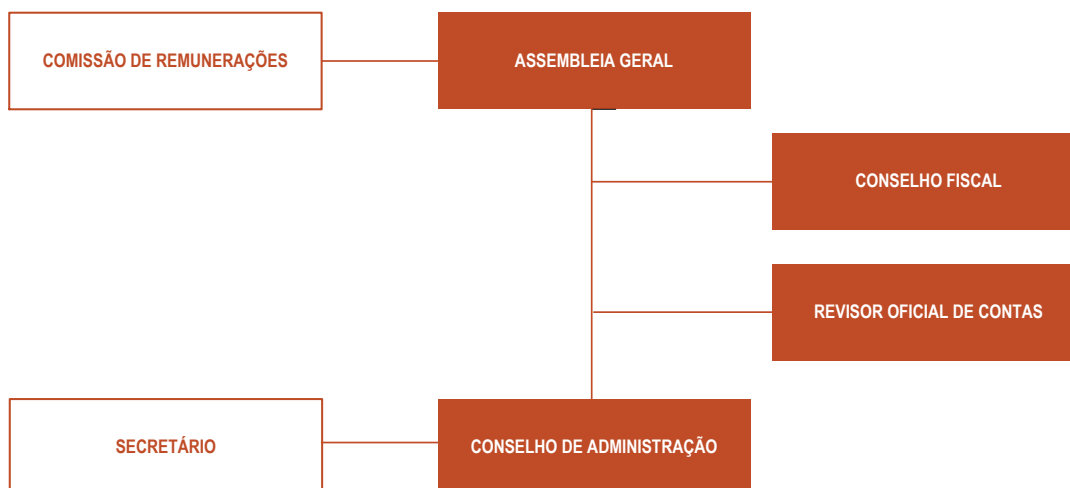 COMISSÃO DE REMUNERAÇÕES
ASSEMBLEIA GERAL
CONSELHO FISCAL
REVISOR OFICIAL DE CONTAS
SECRETÁRIO
CONSELHO DE ADMINISTRAÇÃO